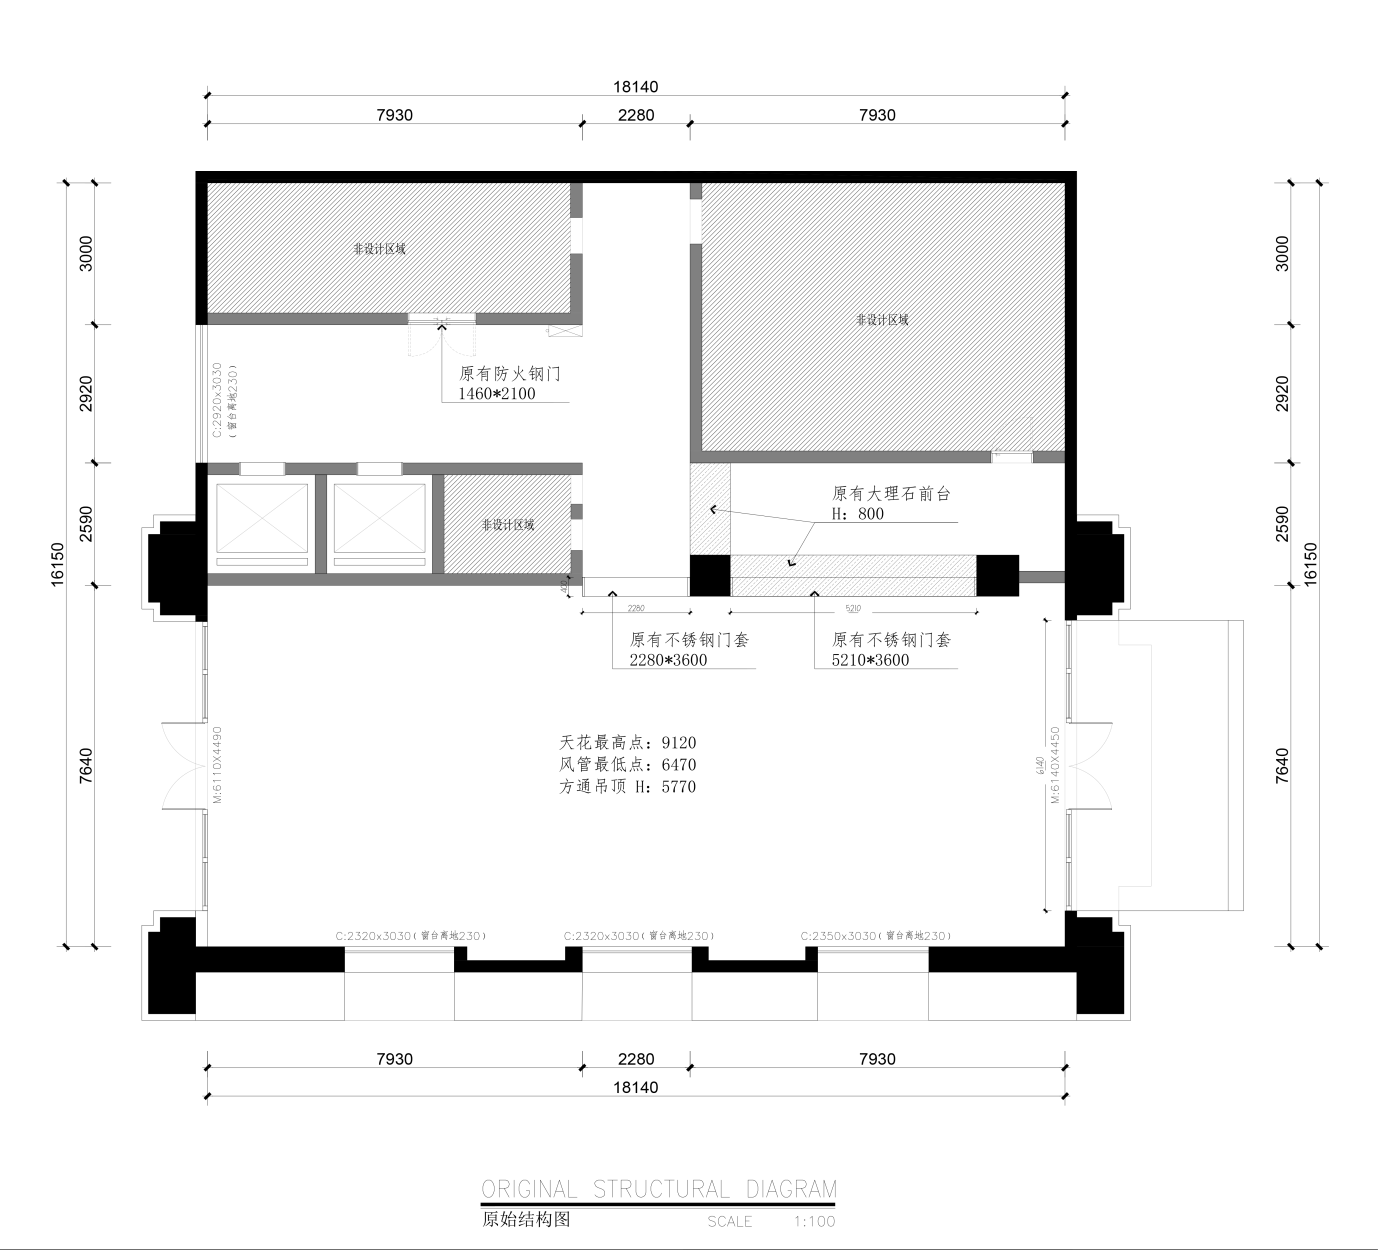 18140
7930 2280 7930
3000
2920
2590
7640
16150
3000
2920
2590
7640
16150
非设计区域
非设计区域
原有防火钢门
1460*2100
C:2920x3030
(窗台离地230)
非设计区域
原有大理石前台
H: 800
400
2280
5210
原有不锈钢门套
2280*3600
原有不锈钢门套
5210*3600
M:6110X4490
天花最高点: 9120
风管最低点: 6470
方通吊顶 H: 5770
6140
M:6140X4450
C:2320x3030(窗台离地230)
C:2320x3030(窗台离地230)
C:2350x3030(窗台离地230)
7930 2280 7930
18140
ORIGINAL STRUCTURAL DIAGRAM
原始结构图 SCALE 1:100